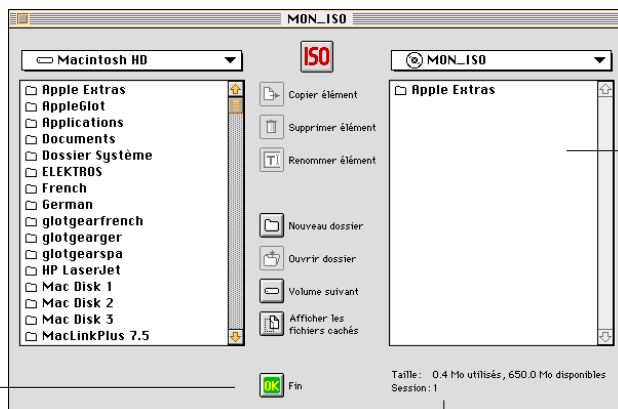 MON_ISO
Macintosh HD
ISO
MON_ISO
Apple Extras
AppleGlot
Applications
Documents
Dossier Système
ELEKTROS
French
German
glotgearfrench
glotgearger
glotgearspa
HP LaserJet
Mac Disk 1
Mac Disk 2
Mac Disk 3
MacLinkPlus 7.5
Copier élément
Supprimer élément
Renommer élément
Nouveau dossier
Ouvrir dossier
Volume suivant
Afficher les
fichiers cachés
OK Fin
Apple Extras
Taille: 0.4 Mo utilisés, 650.0 Mo disponibles
Session: 1